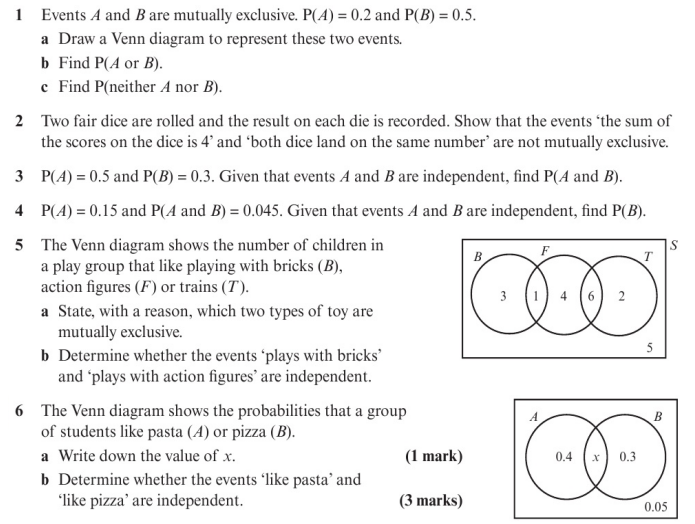 1 Events A and B are mutually exclusive. P(A) = 0.2 and P(B) = 0.5.
a Draw a Venn diagram to represent these two events.
b Find P(A or B).
c Find P(neither A nor B).
2 Two fair dice are rolled and the result on each die is recorded. Show that the events ‘the sum of
the scores on the dice is 4’ and ‘both dice land on the same number’ are not mutually exclusive.
3 P(A) = 0.5 and P(B) = 0.3. Given that events A and B are independent, find P(A and B).
4 P(A) = 0.15 and P(A and B) = 0.045. Given that events A and B are independent, find P(B).
5 The Venn diagram shows the number of children in
a play group that like playing with bricks (B),
action figures (F) or trains (T).
a State, with a reason, which two types of toy are
mutually exclusive.
b Determine whether the events ‘plays with bricks’
and ‘plays with action figures’ are independent.
B F T S
3 1 4 6 2
5
6 The Venn diagram shows the probabilities that a group
of students like pasta (A) or pizza (B).
a Write down the value of x. (1 mark)
b Determine whether the events ‘like pasta’ and
‘like pizza’ are independent. (3 marks)
A B
0.4 x 0.3
0.05